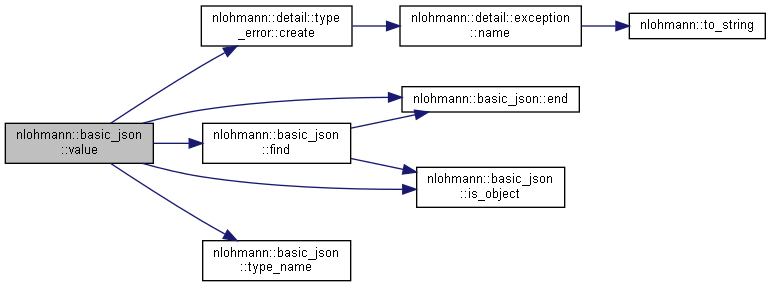 nlohmann::basic_json
::value
nlohmann::detail::type
_error::create
nlohmann::detail::exception
::name
nlohmann::to_string
nlohmann::basic_json::end
nlohmann::basic_json
::find
nlohmann::basic_json
::is_object
nlohmann::basic_json
::type_name